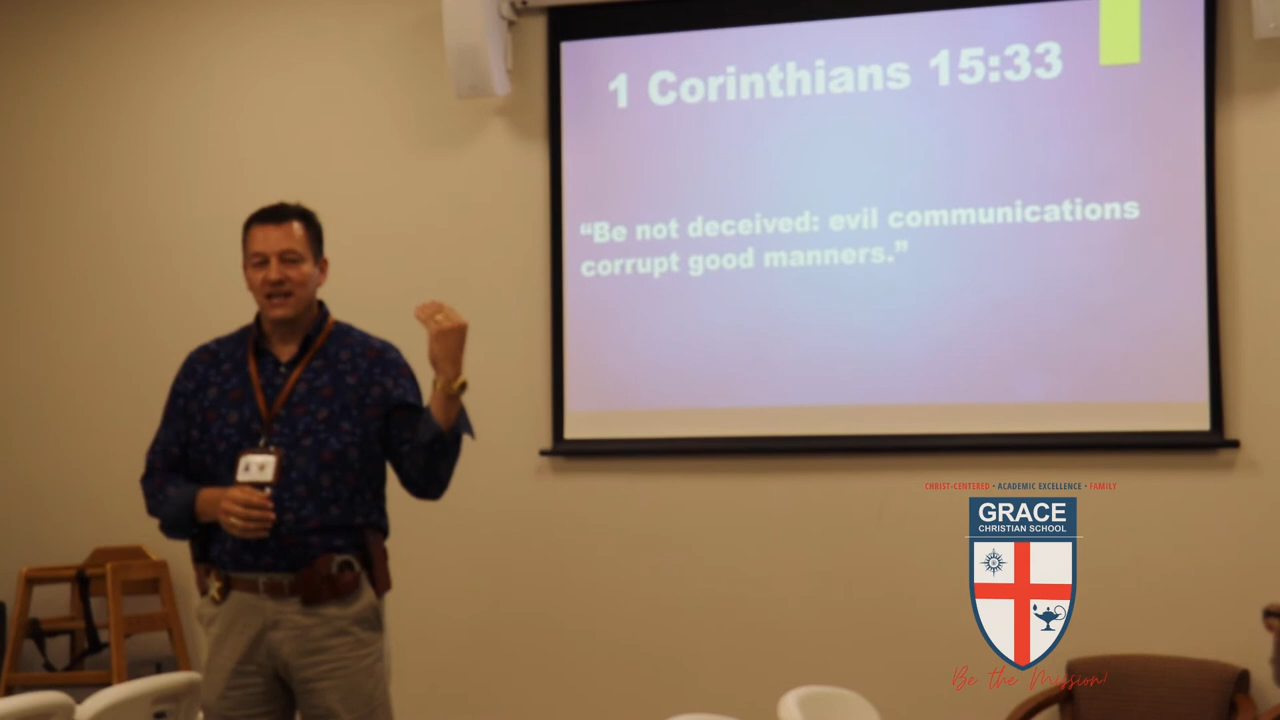 1 Corinthians 15:33
“Be not deceived: evil communications
corrupt good manners.”
CHRIST-CENTERED • ACADEMIC EXCELLENCE • FAMILY
GRACE
CHRISTIAN SCHOOL
Be the Mission!